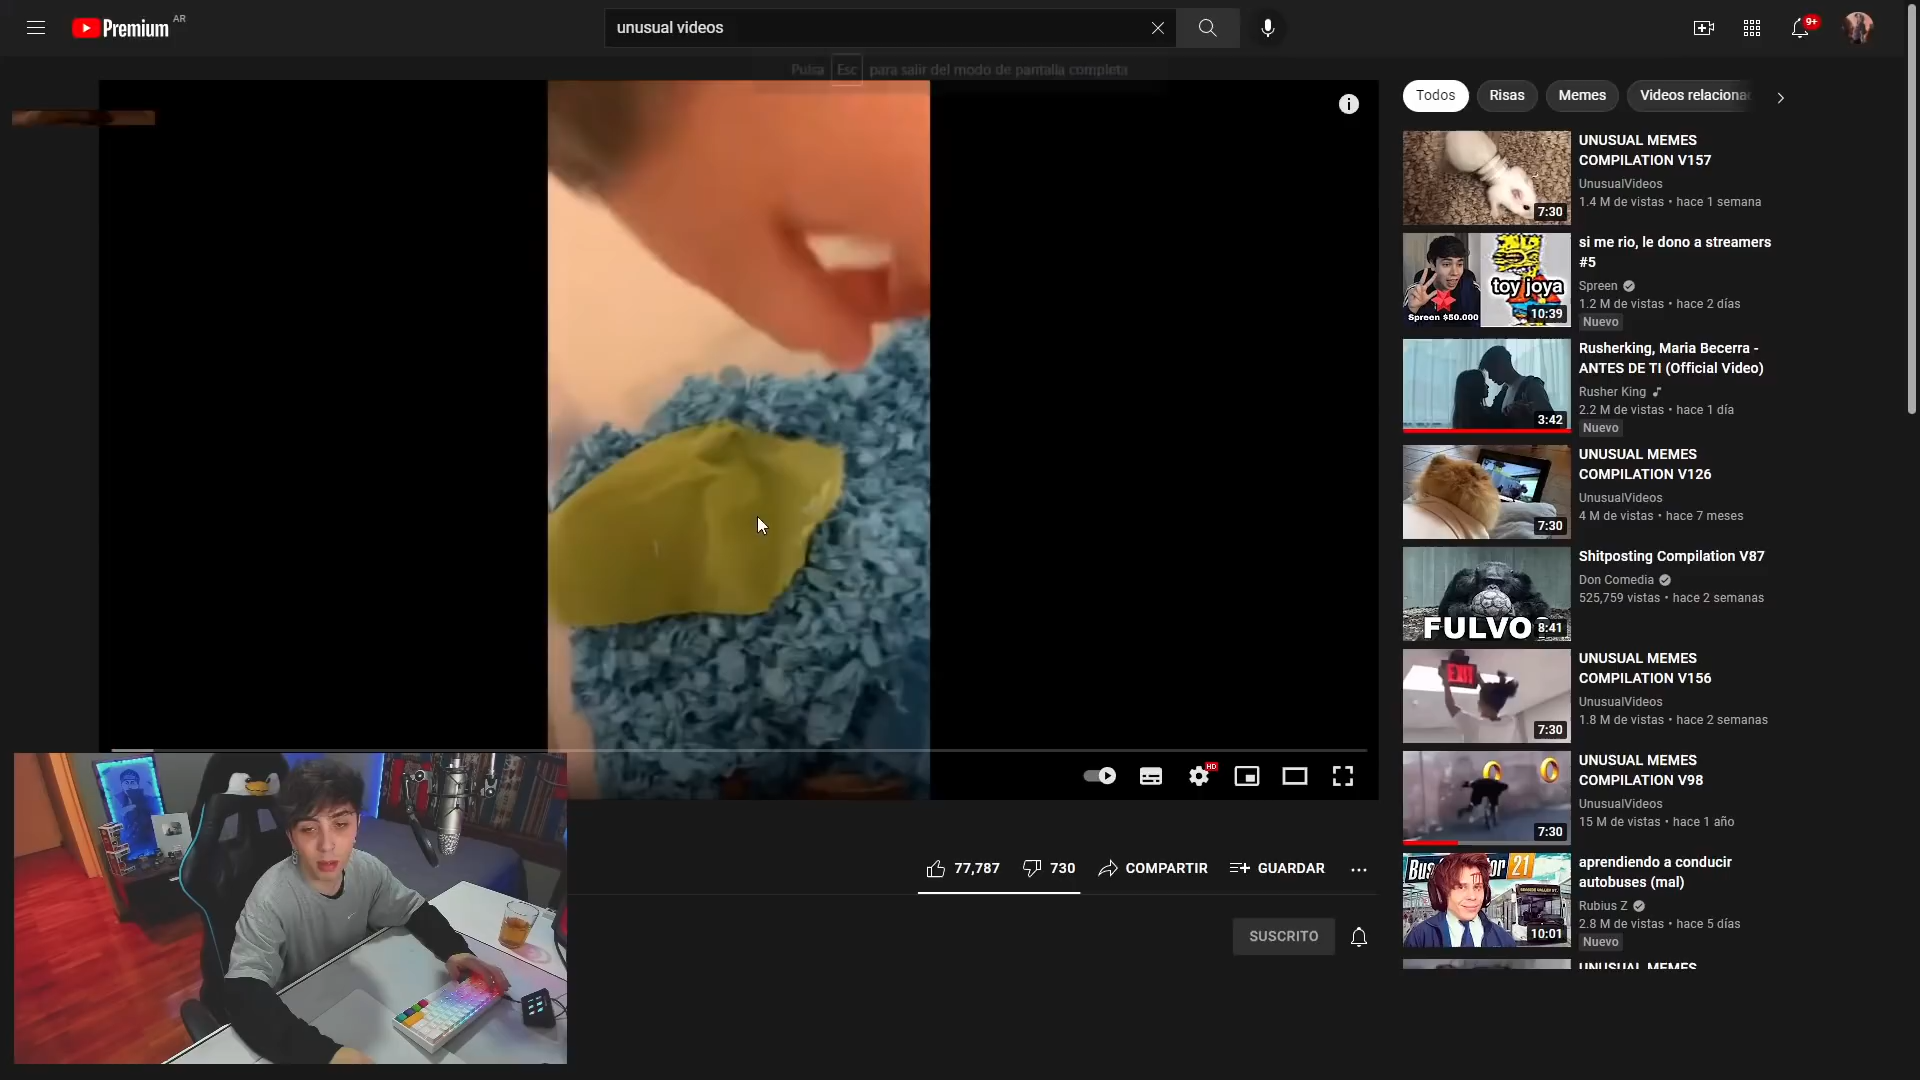 Premium AR
unusual videos
9+
Pulsa Esc para salir del modo de pantalla completa
Todos
Risas
Memes
Videos relaciona
UNUSUAL MEMES
COMPILATION V157
UnusualVideos
1.4 M de vistas • hace 1 semana
7:30
si me rio, le dono a streamers
#5
Spreen
1.2 M de vistas • hace 2 días
Nuevo
toy joya
Spreen $50.000
10:39
Rusherking, Maria Becerra -
ANTES DE TI (Official Video)
Rusher King
2.2 M de vistas • hace 1 día
Nuevo
3:42
UNUSUAL MEMES
COMPILATION V126
UnusualVideos
4 M de vistas • hace 7 meses
7:30
Shitposting Compilation V87
Don Comedia
525,759 vistas • hace 2 semanas
FULVO
8:41
UNUSUAL MEMES
COMPILATION V156
UnusualVideos
1.8 M de vistas • hace 2 semanas
EXIT
7:30
UNUSUAL MEMES
COMPILATION V98
UnusualVideos
15 M de vistas • hace 1 año
7:30
aprendiendo a conducir
autobuses (mal)
Rubius Z
2.8 M de vistas • hace 5 días
Nuevo
21
10:01
UNUSUAL MEMES
HD
77,787
730
COMPARTIR
GUARDAR
SUSCRITO